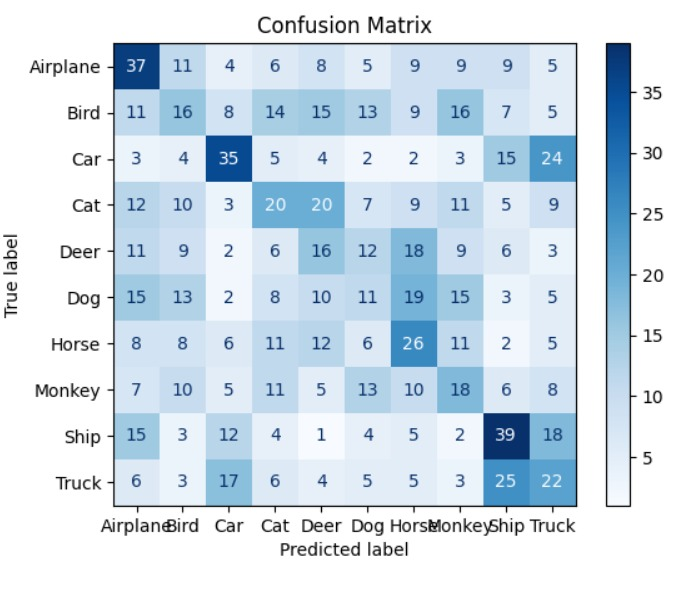 Confusion Matrix
Airplane 37 11 4 6 8 5 9 9 9 5
Bird 11 16 8 14 15 13 9 16 7 5
Car 3 4 35 5 4 2 2 3 15 24
Cat 12 10 3 20 20 7 9 11 5 9
Deer 11 9 2 6 16 12 18 9 6 3
Dog 15 13 2 8 10 11 19 15 3 5
Horse 8 8 6 11 12 6 26 11 2 5
Monkey 7 10 5 11 5 13 10 18 6 8
Ship 15 3 12 4 1 4 5 2 39 18
Truck 6 3 17 6 4 5 5 3 25 22
Airplane Bird Car Cat Deer Dog Horse Monkey Ship Truck
Predicted label
True label
35
30
25
20
15
10
5